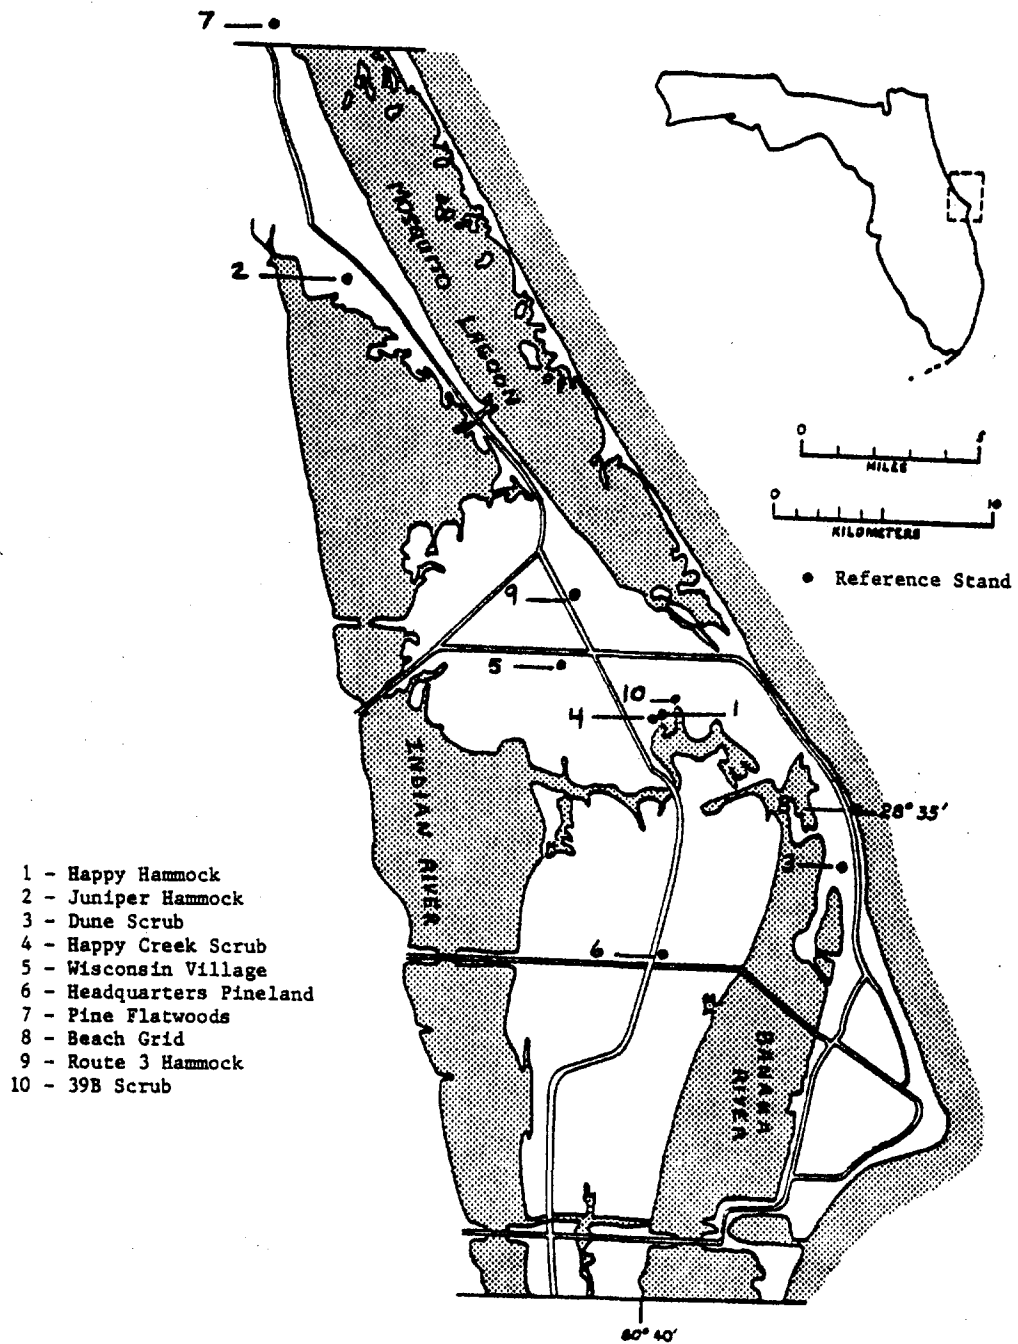 7
2
MOSQUITO
LAGOON
0 5
MILES
0 10
KILOMETERS
● Reference Stand
9
5
10
4
1
INDIAN RIVER
28° 35'
3
1 - Happy Hammock
2 - Juniper Hammock
3 - Dune Scrub
4 - Happy Creek Scrub
5 - Wisconsin Village
6 - Headquarters Pineland
7 - Pine Flatwoods
8 - Beach Grid
9 - Route 3 Hammock
10 - 39B Scrub
6
BANANA
RIVER
80° 40'